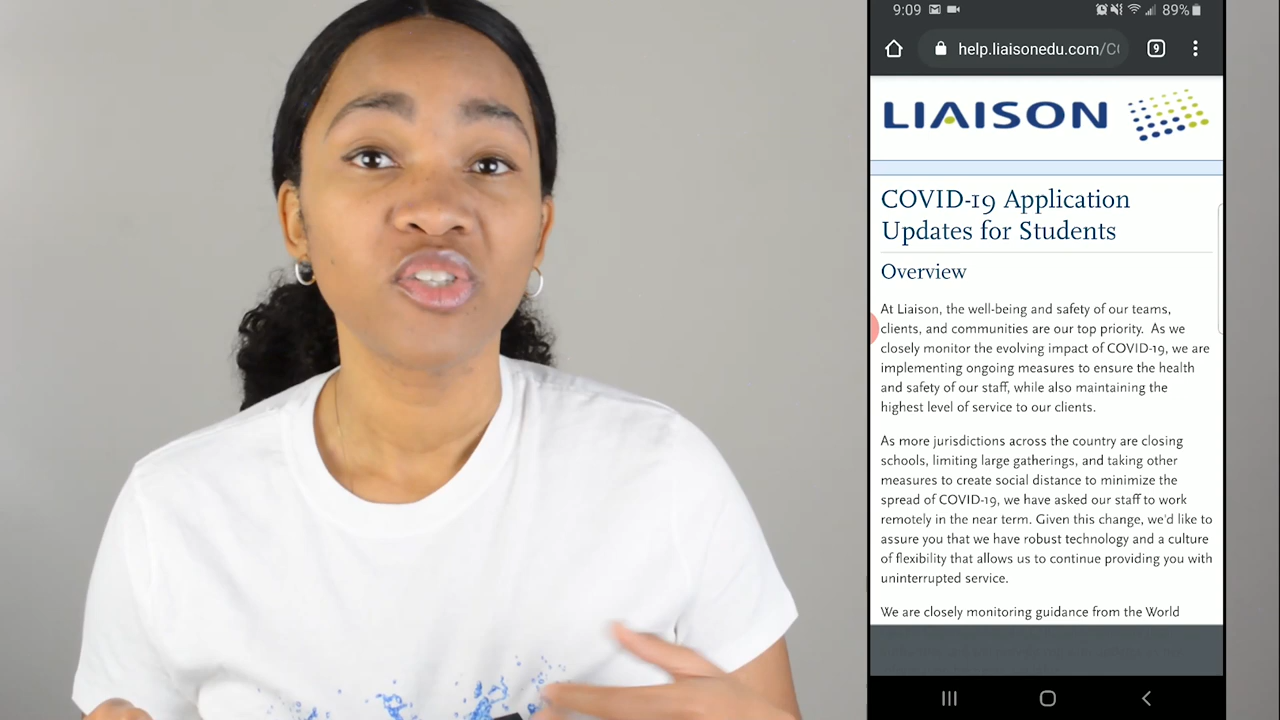 9:09 89%
help.liaisonedu.com/C
9
LIAISON
COVID-19 Application
Updates for Students
Overview
At Liaison, the well-being and safety of our teams,
clients, and communities are our top priority. As we
closely monitor the evolving impact of COVID-19, we are
implementing ongoing measures to ensure the health
and safety of our staff, while also maintaining the
highest level of service to our clients.
As more jurisdictions across the country are closing
schools, limiting large gatherings, and taking other
measures to create social distance to minimize the
spread of COVID-19, we have asked our staff to work
remotely in the near term. Given this change, we'd like to
assure you that we have robust technology and a culture
of flexibility that allows us to continue providing you with
uninterrupted service.
We are closely monitoring guidance from the World